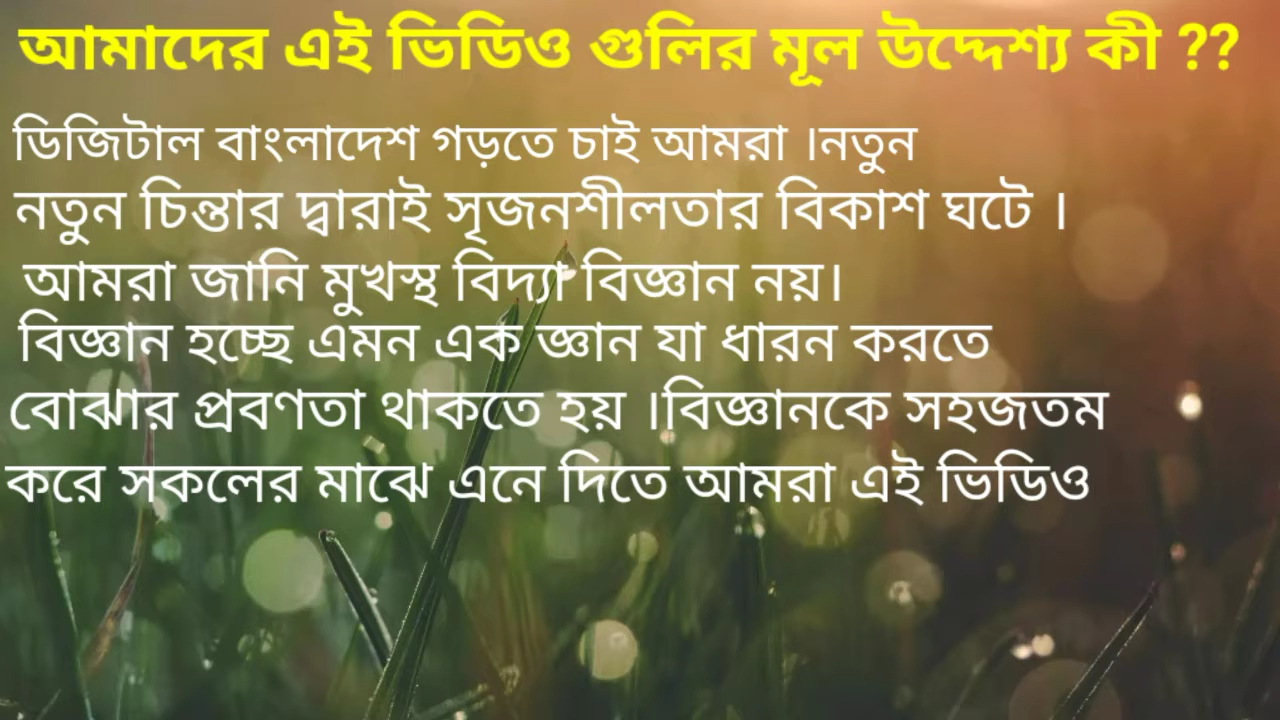 আমাদের এই ভিডিও গুলির মূল উদ্দেশ্য কী ??
ডিজিটাল বাংলাদেশ গড়তে চাই আমরা ।নতুন
নতুন চিন্তার দ্বারাই সৃজনশীলতার বিকাশ ঘটে ।
আমরা জানি মুখস্থ বিদ্যা বিজ্ঞান নয়।
বিজ্ঞান হচ্ছে এমন এক জ্ঞান যা ধারন করতে
বোঝার প্রবণতা থাকতে হয় ।বিজ্ঞানকে সহজতম
করে সকলের মাঝে এনে দিতে আমরা এই ভিডিও